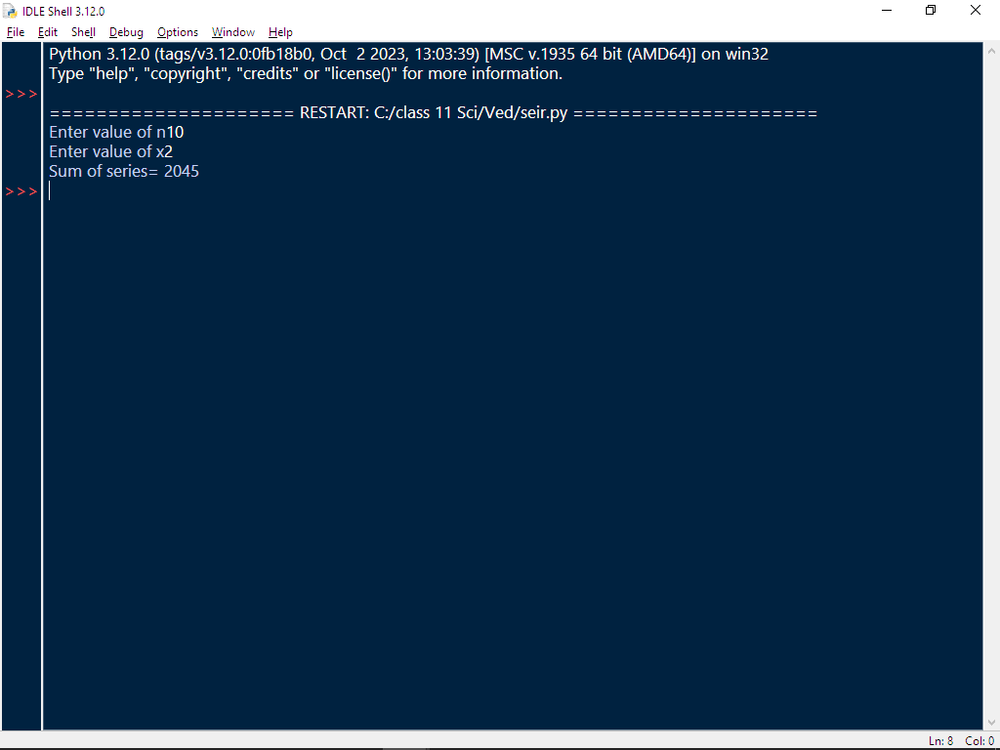 IDLE Shell 3.12.0
File Edit Shell Debug Options Window Help
Python 3.12.0 (tags/v3.12.0:0fb18b0, Oct  2 2023, 13:03:39) [MSC v.1935 64 bit (AMD64)] on win32
Type "help", "copyright", "credits" or "license()" for more information.
>>>
===================== RESTART: C:/class 11 Sci/Ved/seir.py =====================
Enter value of n10
Enter value of x2
Sum of series= 2045
>>>
Ln: 8 Col: 0